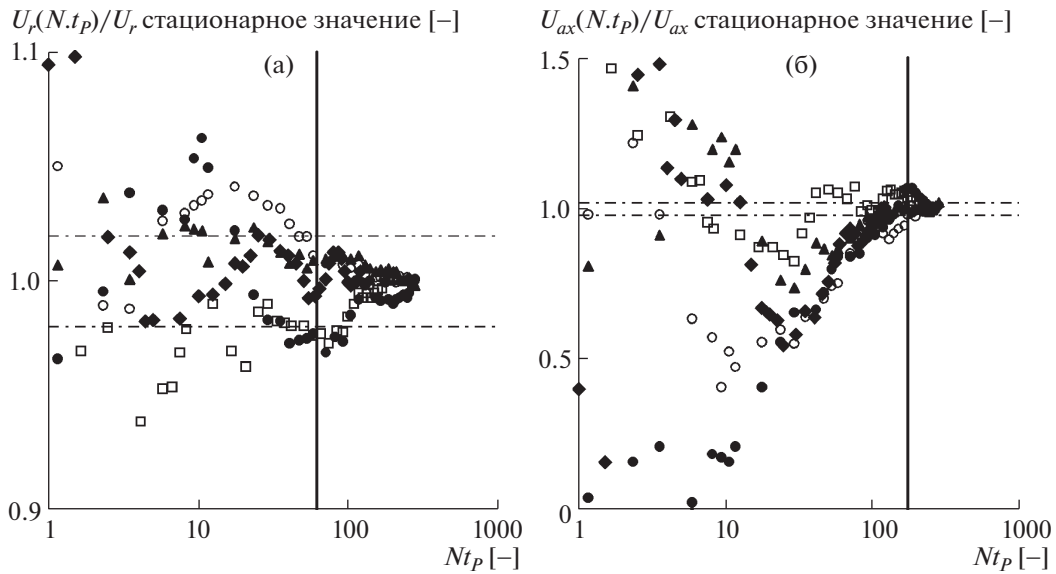 U_r(N.t_P)/U_r стационарное значение [–]
1.1
(а)
1.0
0.9
1 10 100 1000
Nt_P [–]
U_ax(N.t_P)/U_ax стационарное значение [–]
1.5
(б)
1.0
0.5
0
1 10 100 1000
Nt_P [–]